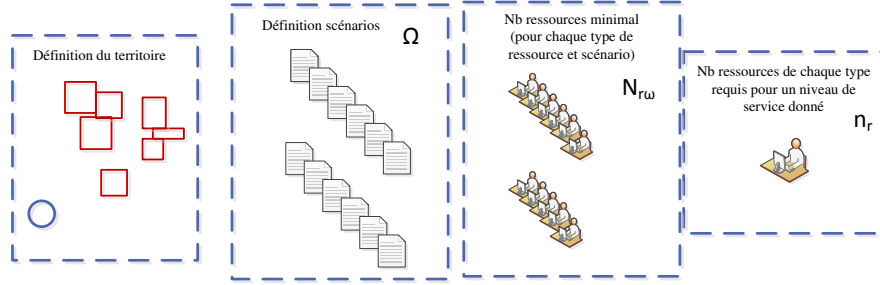 Définition du territoire
Définition scénarios
Ω
Nb ressources minimal
(pour chaque type de
ressource et scénario)
Nrω
Nb ressources de chaque type
requis pour un niveau de
service donné
nr